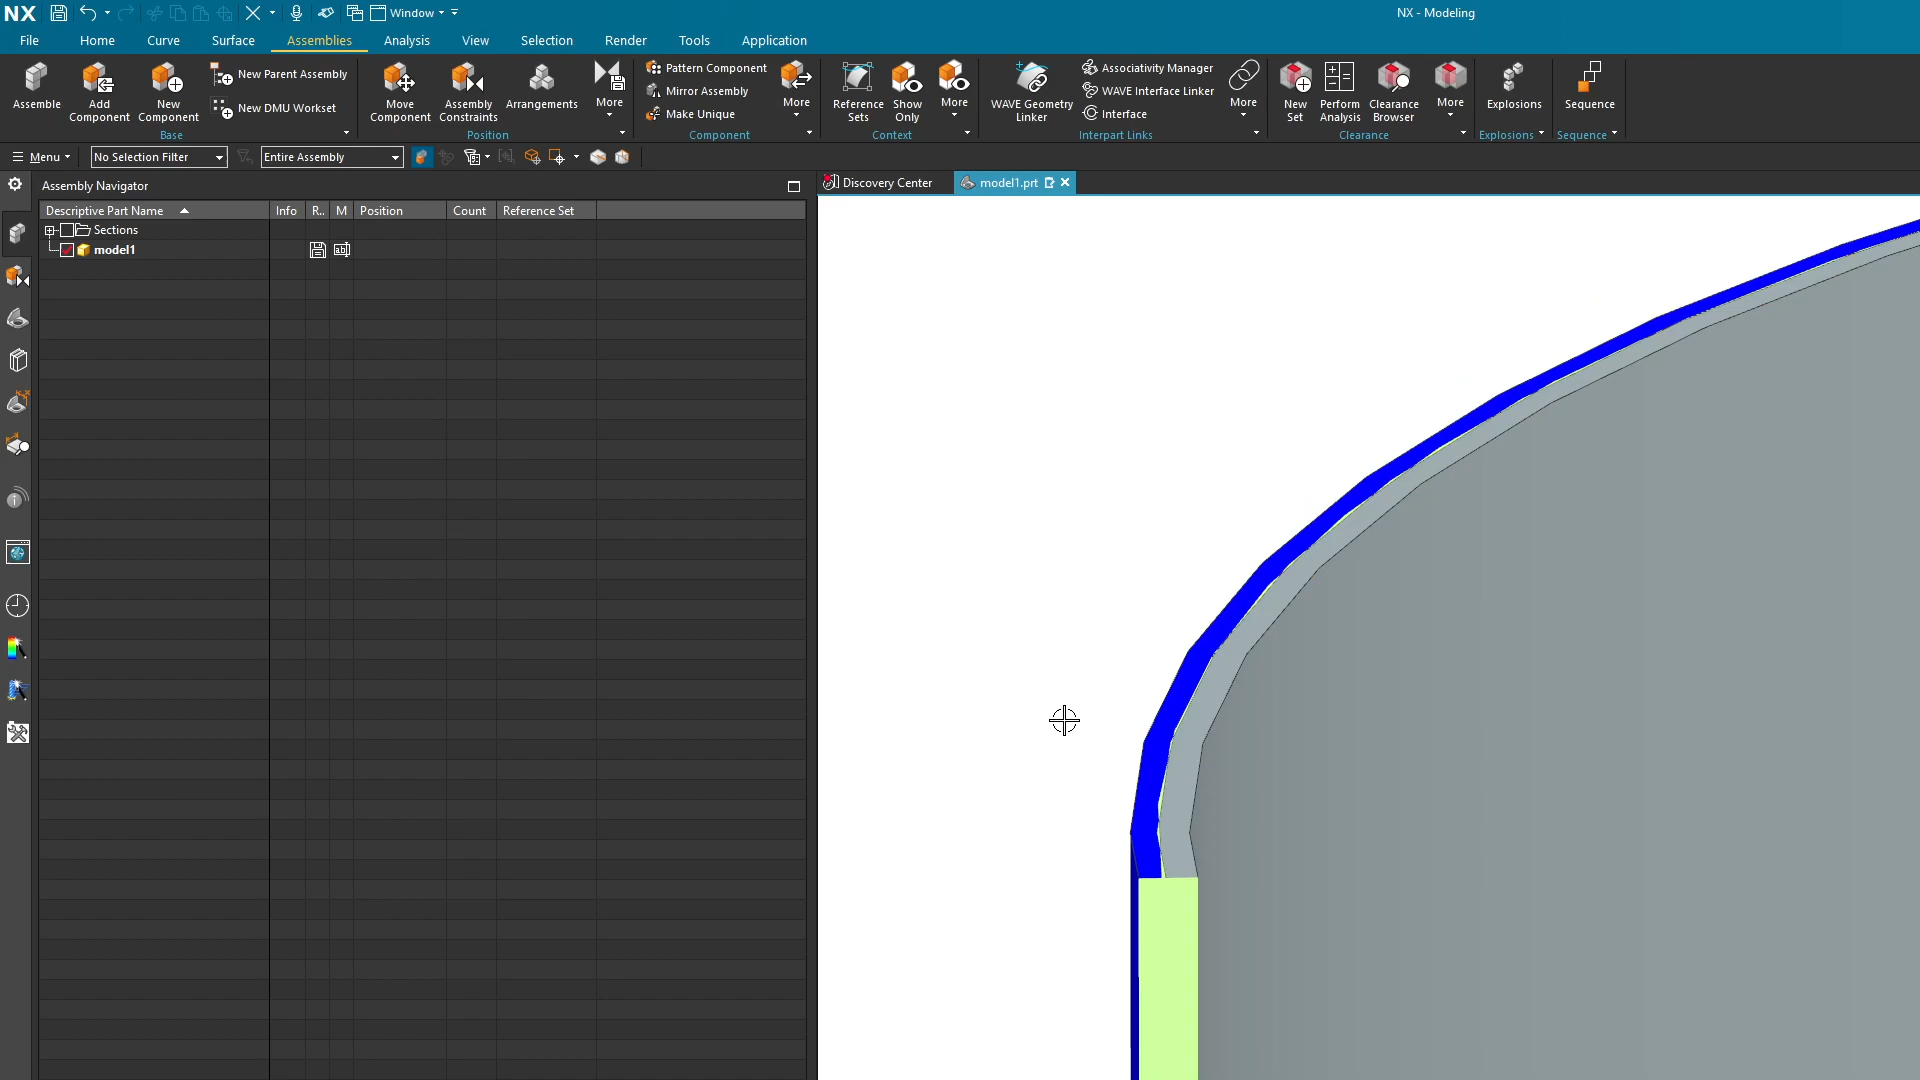 NX
Window
NX - Modeling
File
Home
Curve
Surface
Assemblies
Analysis
View
Selection
Render
Tools
Application
Assemble
Add Component
New Component
New Parent Assembly
New DMU Workset
Base
Move Component
Assembly Constraints
Arrangements
More
Position
Pattern Component
Mirror Assembly
Make Unique
More
Component
Reference Sets
Show Only
More
Context
WAVE Geometry Linker
Associativity Manager
WAVE Interface Linker
Interface
More
Interpart Links
New Set
Perform Analysis
Clearance Browser
More
Clearance
Explosions
Explosions
Sequence
Sequence
Menu
No Selection Filter
Entire Assembly
Assembly Navigator
Discovery Center
model1.prt
Descriptive Part Name
Info
R..
M
Position
Count
Reference Set
Sections
model1